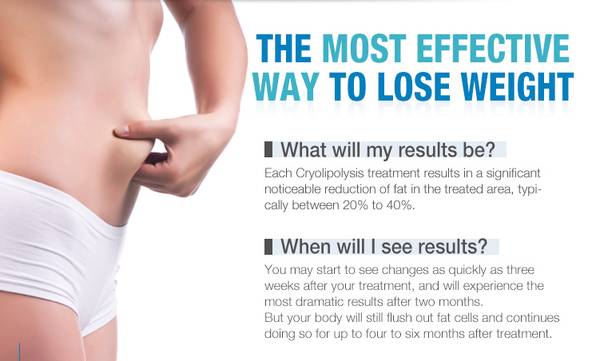 THE MOST EFFECTIVE
WAY TO LOSE WEIGHT
What will my results be?
Each Cryolipolysis treatment results in a significant
noticeable reduction of fat in the treated area, typi-
cally between 20% to 40%.
When will I see results?
You may start to see changes as quickly as three
weeks after your treatment, and will experience the
most dramatic results after two months.
But your body will still flush out fat cells and continues
doing so for up to four to six months after treatment.